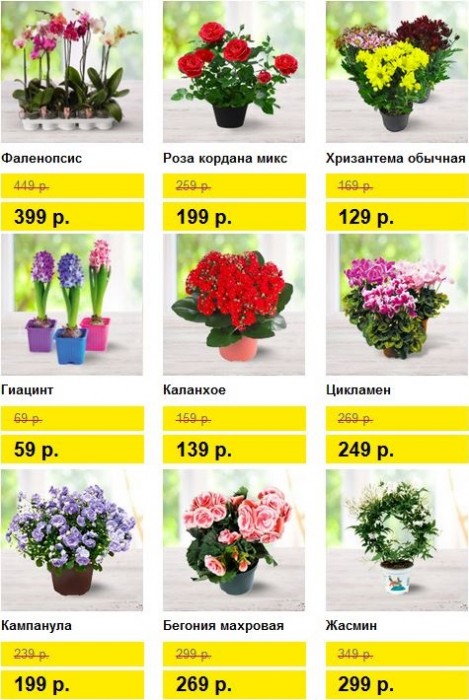 Фаленопсис
449 р.
399 р.
Роза кордана микс
259 р.
199 р.
Хризантема обычная
169 р.
129 р.
Гиацинт
69 р.
59 р.
Каланхое
159 р.
139 р.
Цикламен
269 р.
249 р.
Кампанула
239 р.
199 р.
Бегония махровая
299 р.
269 р.
Жасмин
349 р.
299 р.